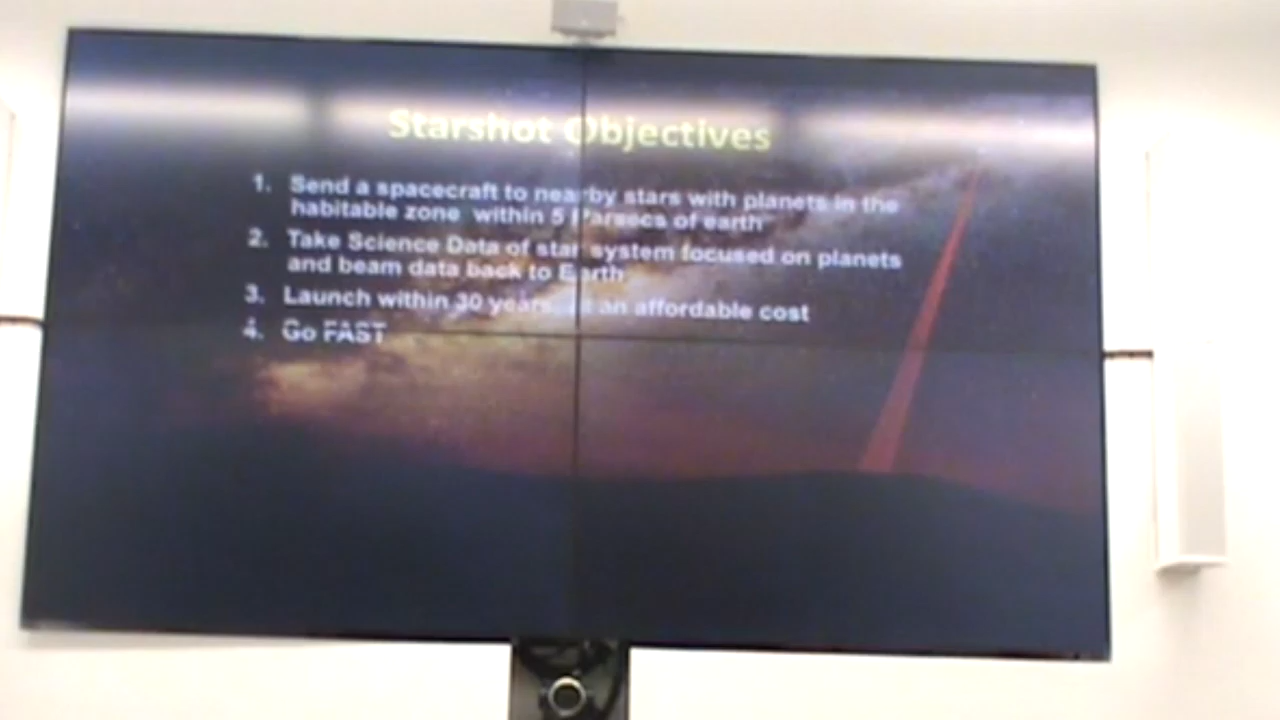 Starshot Objectives
1. Send a spacecraft to nearby stars with planets in the
habitable zone within 5 Parsecs of earth
2. Take Science Data of star system focused on planets
and beam data back to Earth
3. Launch within 30 years, at an affordable cost
4. Go FAST